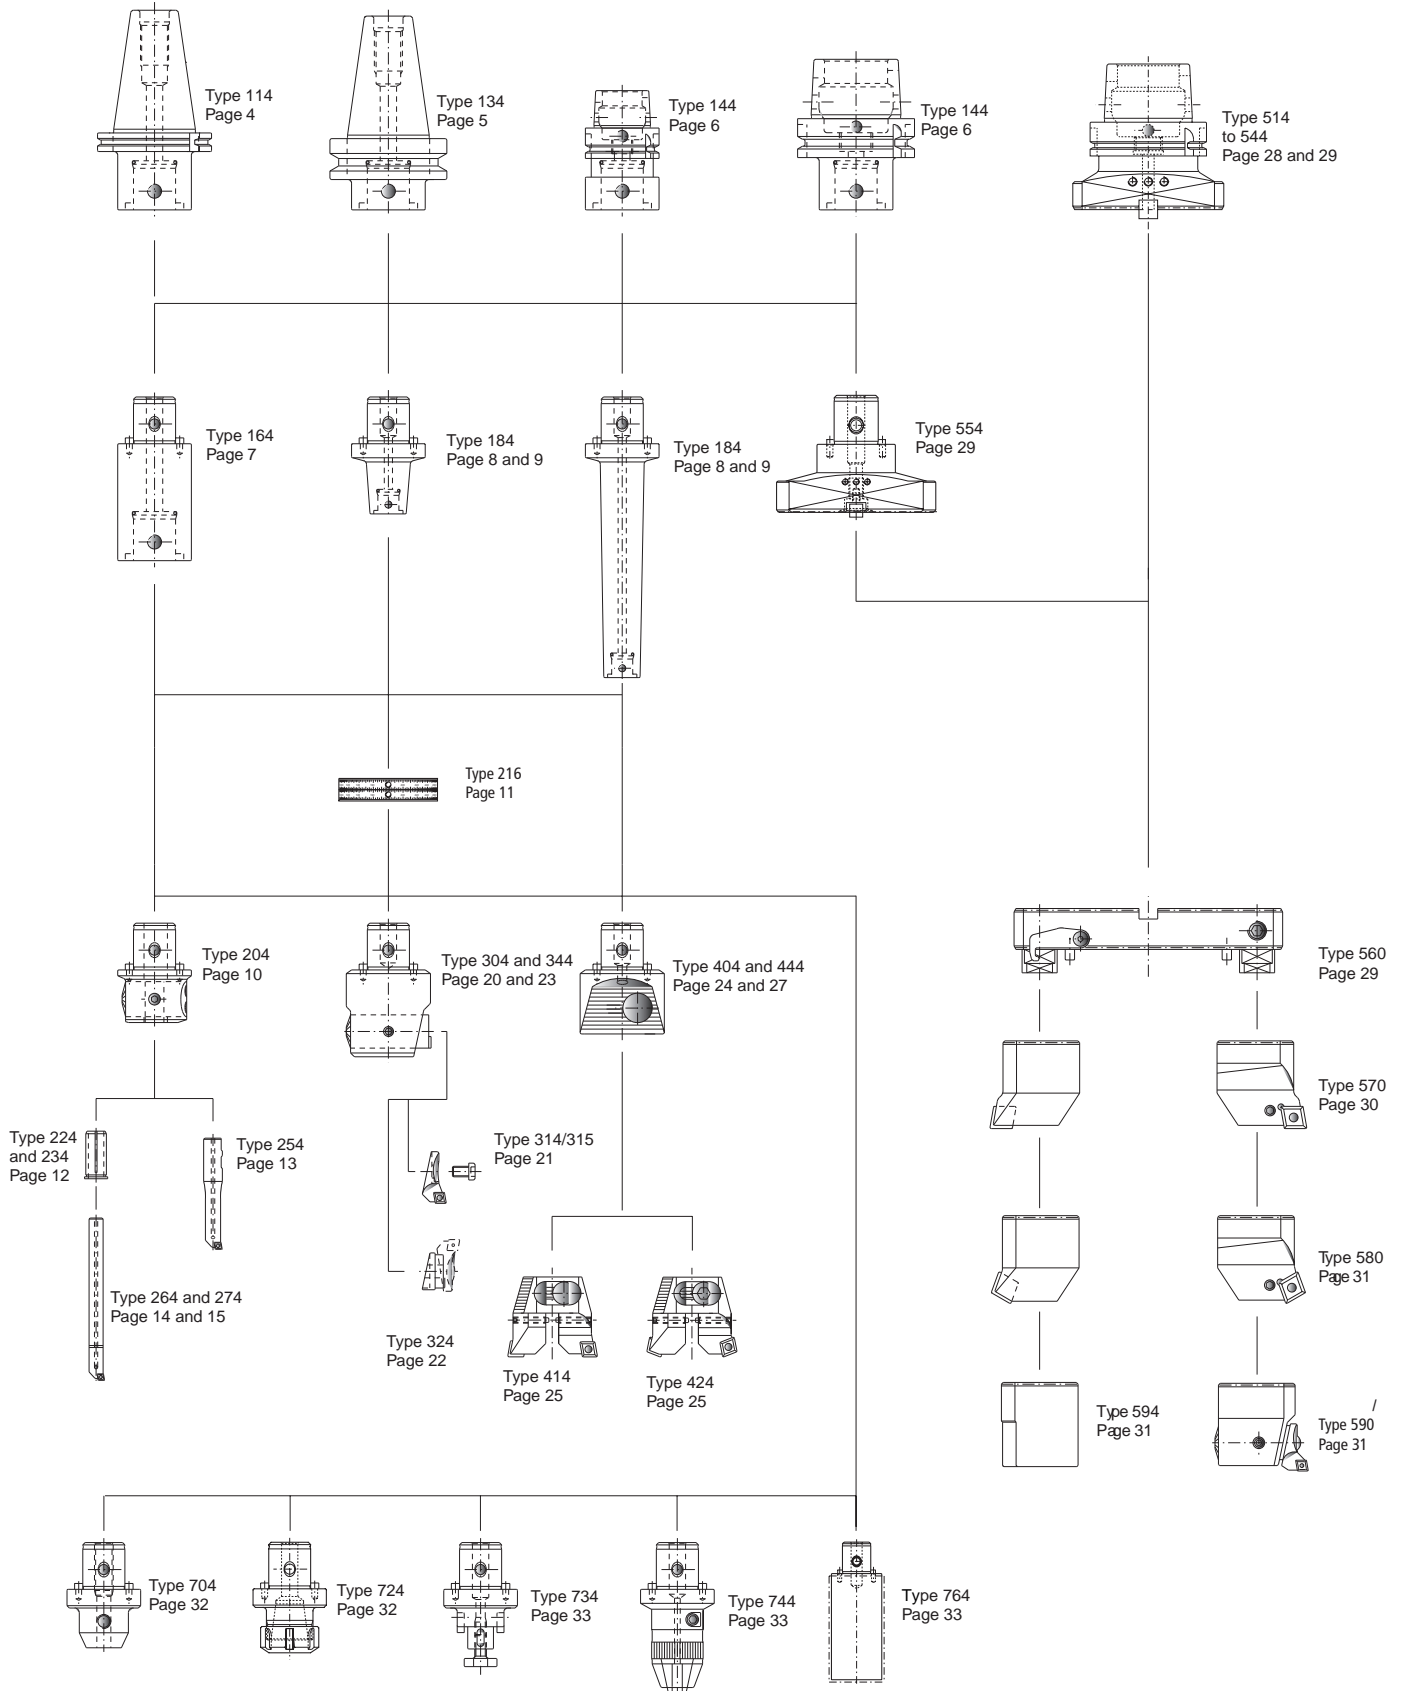 Type 114
Page 4
Type 134
Page 5
Type 144
Page 6
Type 144
Page 6
Type 514
to 544
Page 28 and 29
Type 164
Page 7
Type 184
Page 8 and 9
Type 184
Page 8 and 9
Type 554
Page 29
Type 216
Page 11
Type 204
Page 10
Type 304 and 344
Page 20 and 23
Type 404 and 444
Page 24 and 27
Type 560
Page 29
Type 570
Page 30
Type 224
and 234
Page 12
Type 254
Page 13
Type 314/315
Page 21
Type 580
Page 31
Type 264 and 274
Page 14 and 15
Type 324
Page 22
Type 414
Page 25
Type 424
Page 25
Type 594
Page 31
/
Type 590
Page 31
Type 704
Page 32
Type 724
Page 32
Type 734
Page 33
Type 744
Page 33
Type 764
Page 33